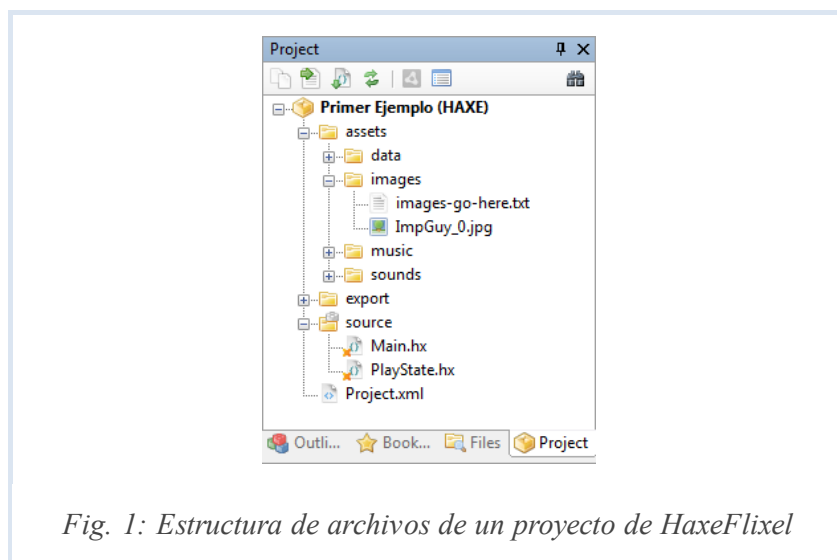 Project
Primer Ejemplo (HAXE)
assets
data
images
images-go-here.txt
ImpGuy_0.jpg
music
sounds
export
source
Main.hx
PlayState.hx
Project.xml
Outli... Book... Files Project
Fig. 1: Estructura de archivos de un proyecto de HaxeFlixel